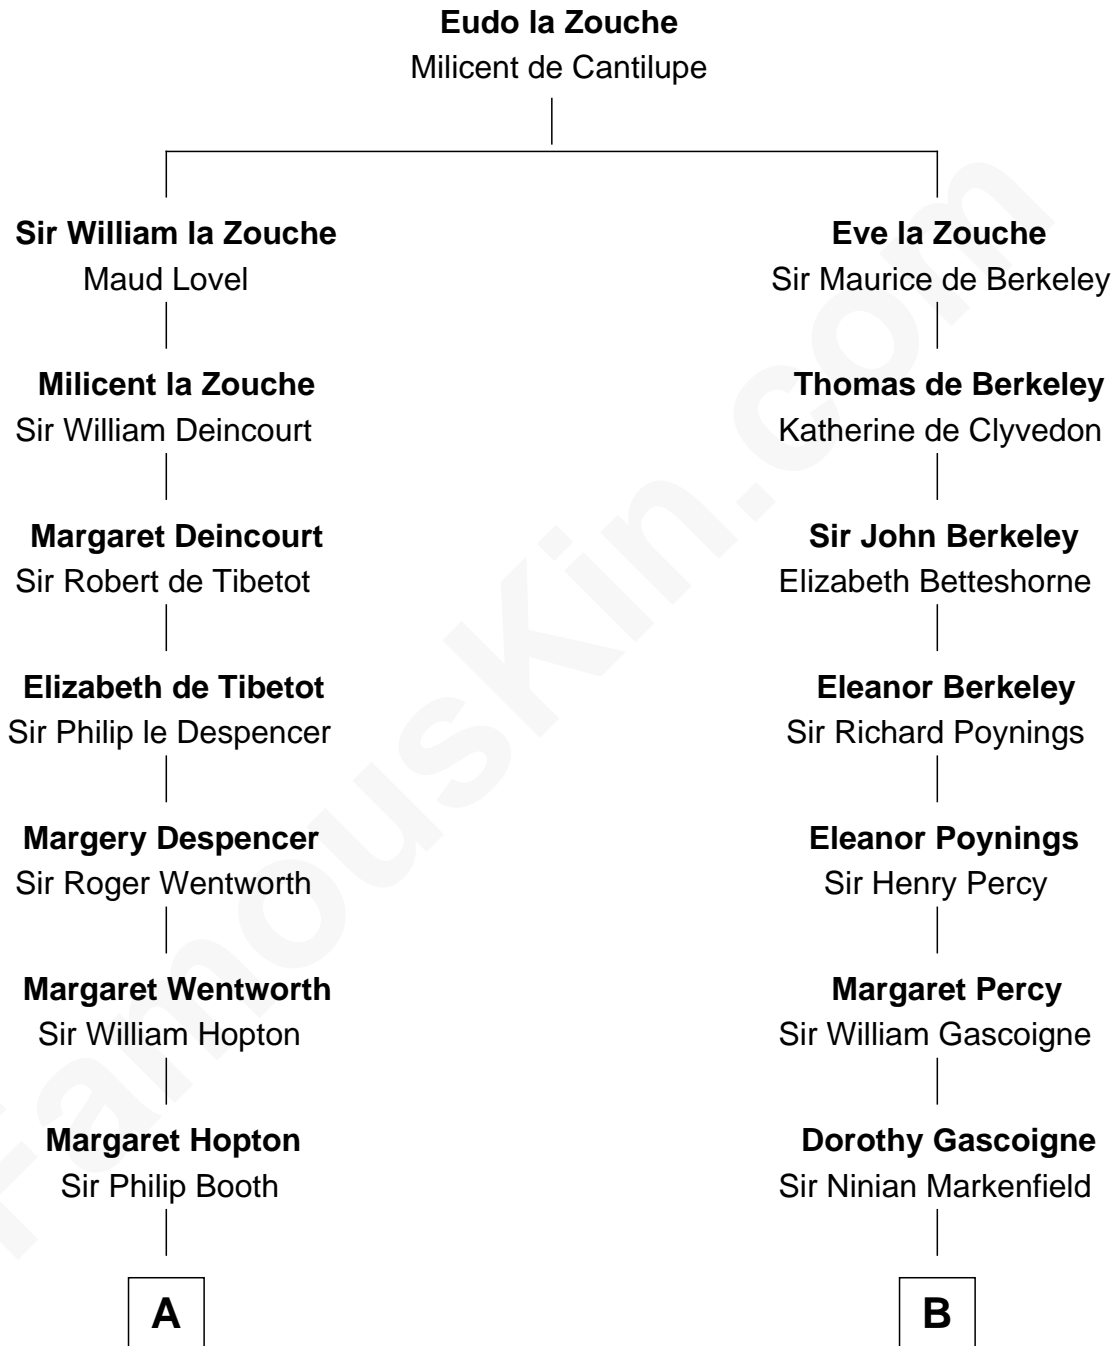 Eudo la Zouche
Milicent de Cantilupe
Sir William la Zouche
Maud Lovel
Eve la Zouche
Sir Maurice de Berkeley
Milicent la Zouche
Sir William Deincourt
Thomas de Berkeley
Katherine de Clyvedon
Margaret Deincourt
Sir Robert de Tibetot
Sir John Berkeley
Elizabeth Betteshorne
Elizabeth de Tibetot
Sir Philip le Despencer
Eleanor Berkeley
Sir Richard Poynings
Margery Despencer
Sir Roger Wentworth
Eleanor Poynings
Sir Henry Percy
Margaret Wentworth
Sir William Hopton
Margaret Percy
Sir William Gascoigne
Margaret Hopton
Sir Philip Booth
Dorothy Gascoigne
Sir Ninian Markenfield
A
B
FamousKin.com